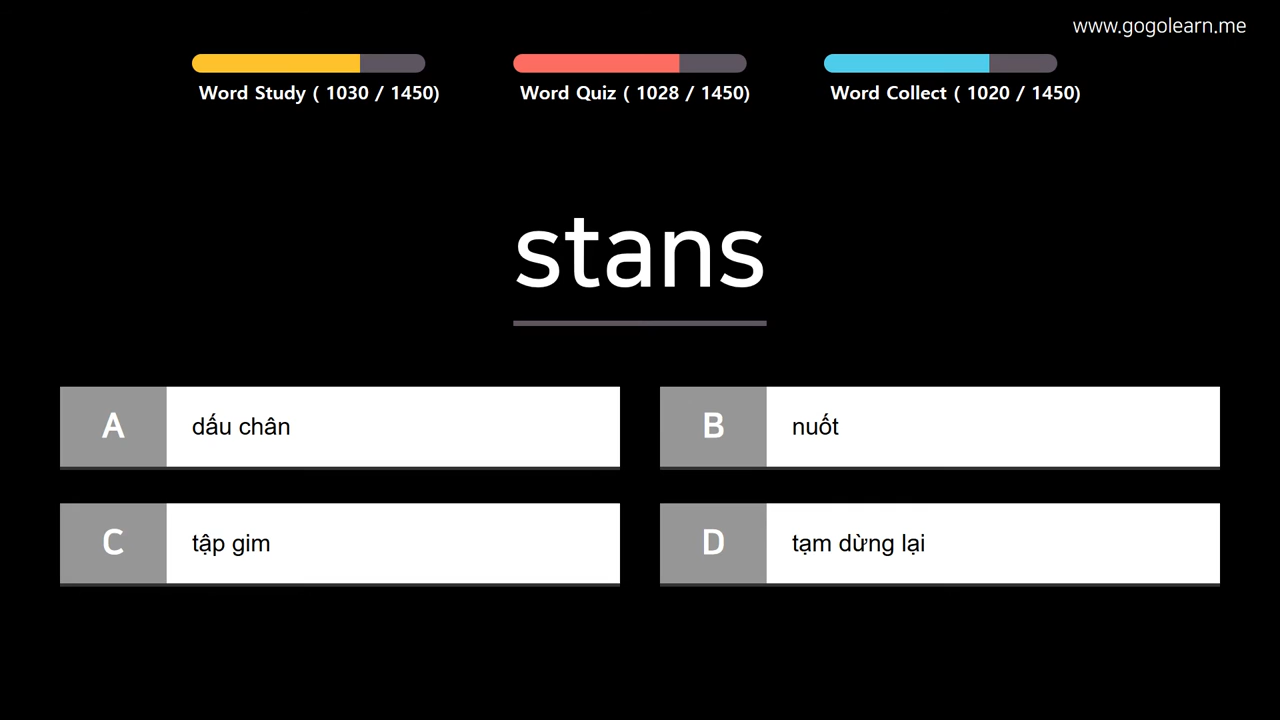 www.gogolearn.me
Word Study ( 1030 / 1450)
Word Quiz ( 1028 / 1450)
Word Collect ( 1020 / 1450)
stans
A dấu chân
B nuốt
C tập gim
D tạm dừng lại